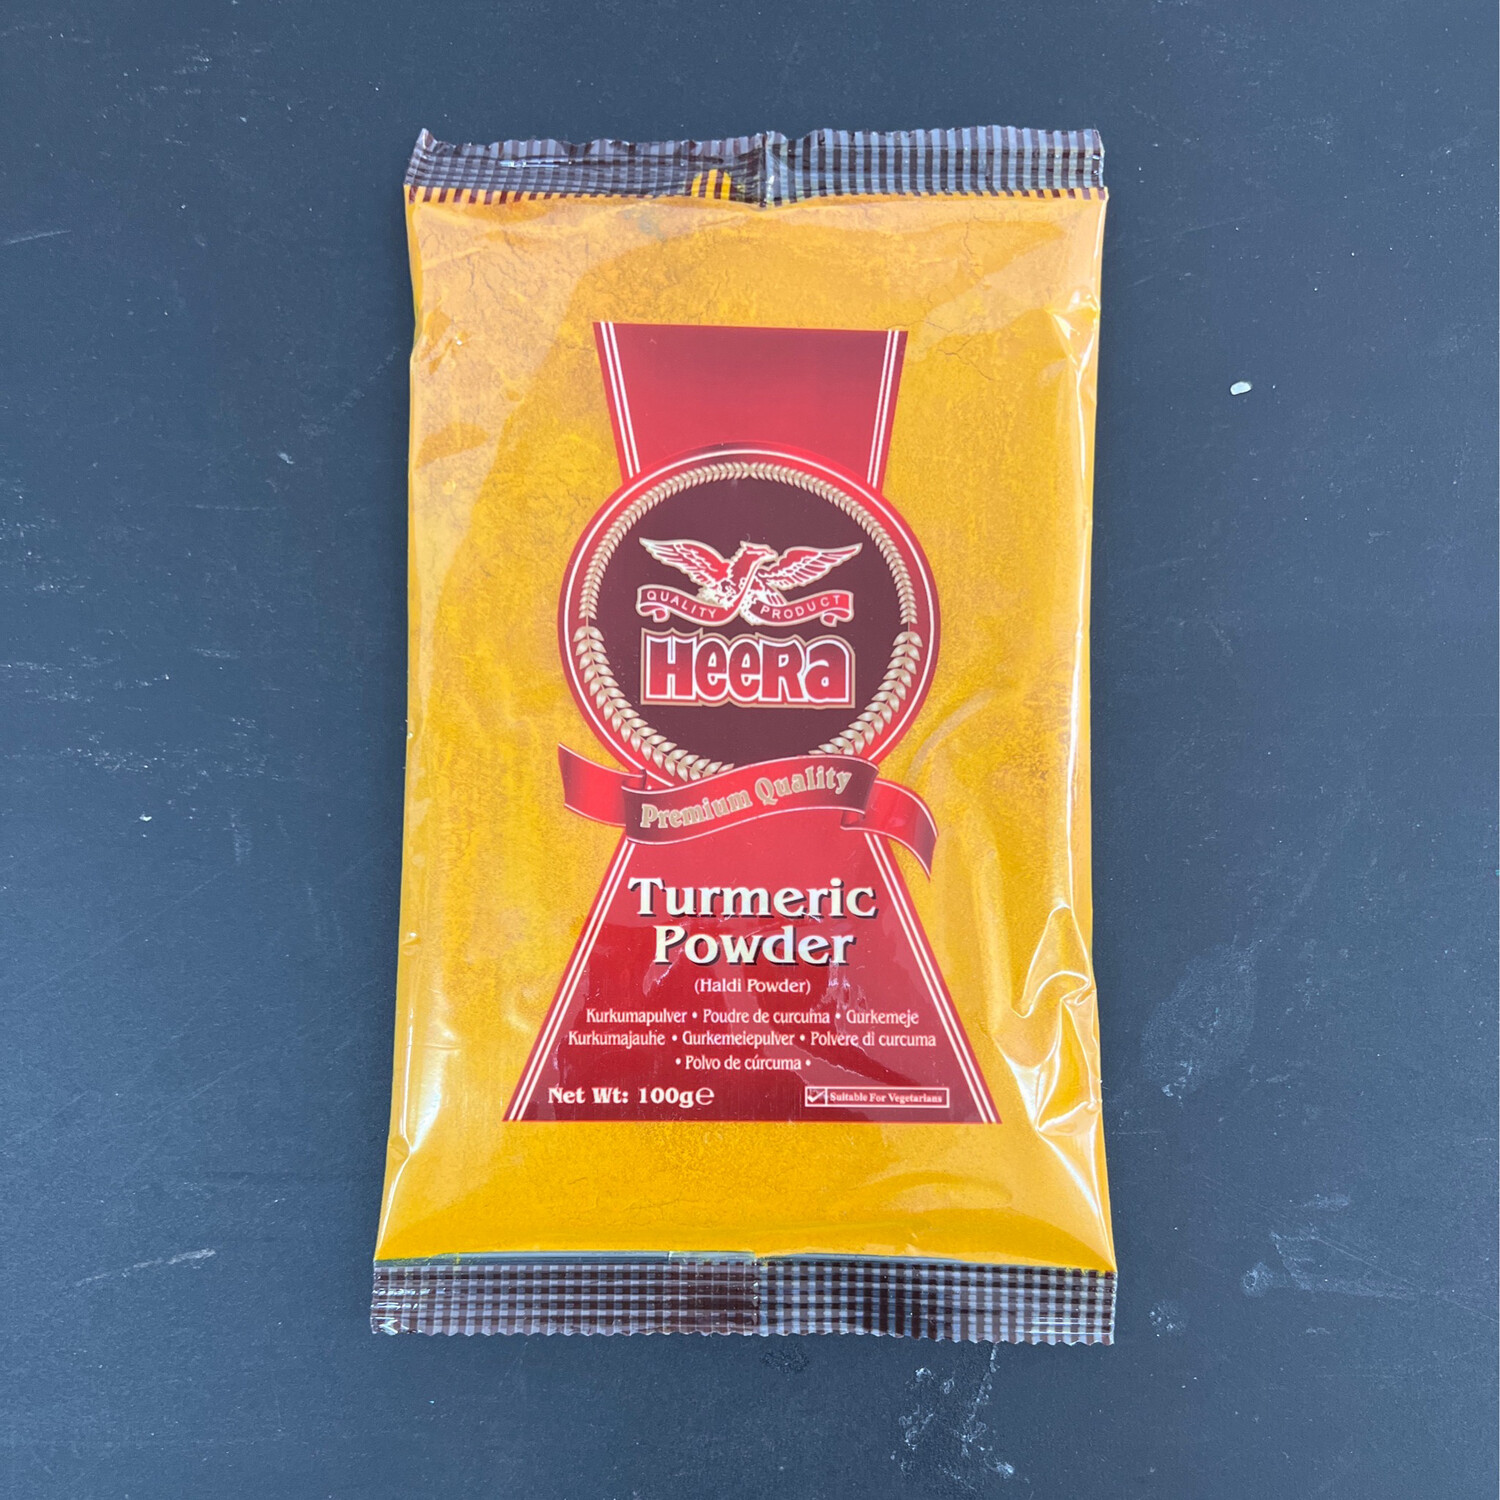 QUALITY PRODUCT
HeeRa
Premium Quality
Turmeric
Powder
(Haldi Powder)
Kurkumapulver • Poudre de curcuma • Gurkemeje
Kurkumajauhe • Gurkemeiepulver • Polvere di curcuma
• Polvo de cúrcuma •
Net Wt: 100g℮
Suitable For Vegetarians